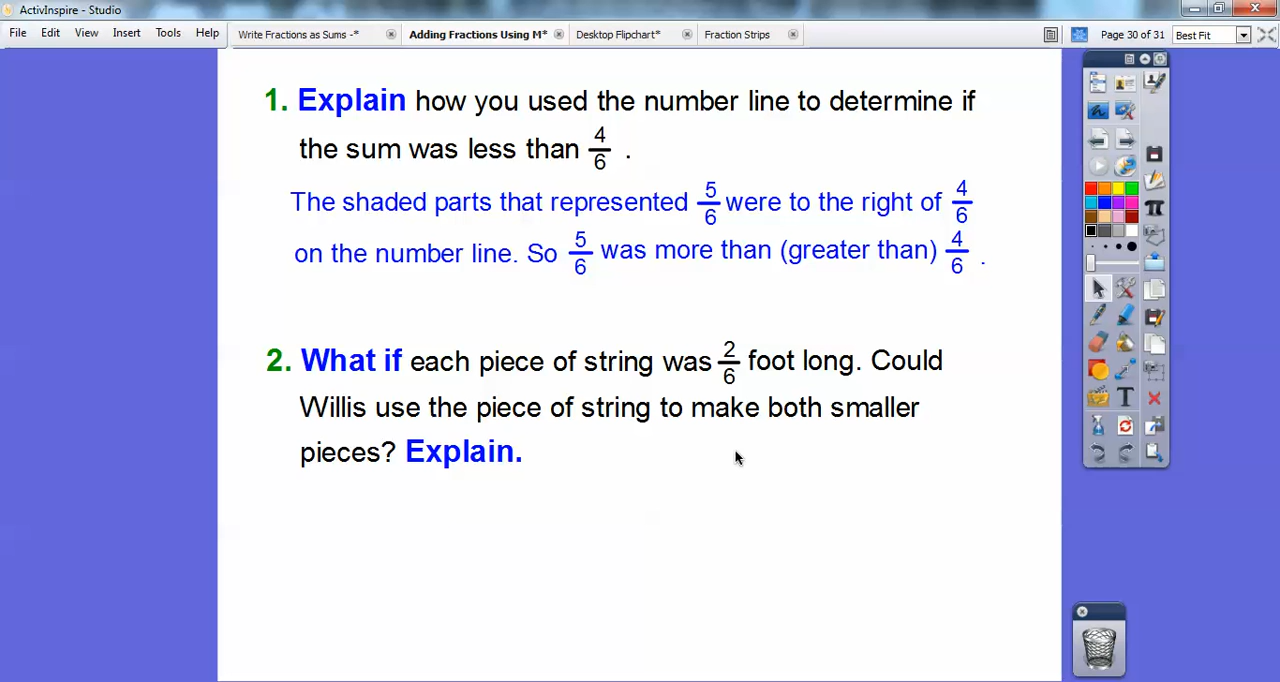 ActivInspire - Studio
File Edit View Insert Tools Help
Write Fractions as Sums -* Adding Fractions Using M* Desktop Flipchart* Fraction Strips Page 30 of 31 Best Fit
1. Explain how you used the number line to determine if
the sum was less than 4/6 .
The shaded parts that represented 5/6 were to the right of 4/6
on the number line. So 5/6 was more than (greater than) 4/6 .
2. What if each piece of string was 2/6 foot long. Could
Willis use the piece of string to make both smaller
pieces? Explain.